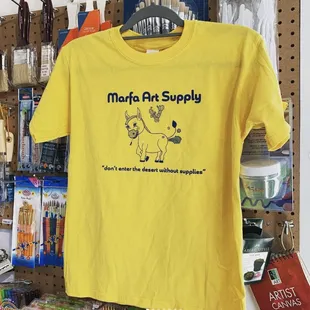 Marfa Art Supply
"don't enter the desert without supplies"
ARTIST
CANVAS